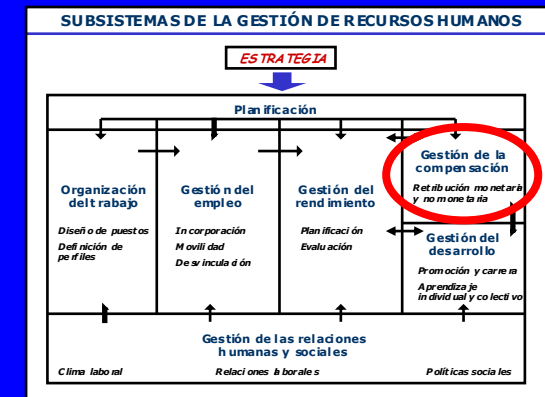 SUBSISTEMAS DE LA GESTIÓN DE RECURSOS HUMANOS
ESTRATEGIA
Planificación
Organización
del trabajo
Diseño de puestos
Definición de
perfiles
Gestión del
empleo
Incorporación
Movilidad
Desvinculación
Gestión del
rendimiento
Planificación
Evaluación
Gestión de la
compensación
Retribución monetaria
y no monetaria
Gestión del
desarrollo
Promoción y carrera
Aprendizaje
individual y colectivo
Gestión de las relaciones
humanas y sociales
Clima laboral
Relaciones laborales
Políticas sociales